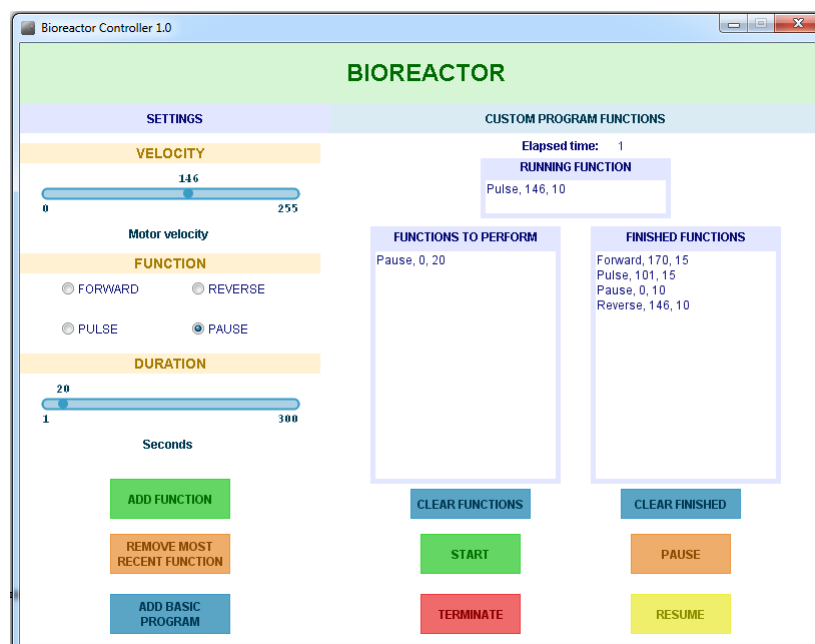 Bioreactor Controller 1.0
BIOREACTOR
SETTINGS
VELOCITY
146
0 255
Motor velocity
FUNCTION
FORWARD REVERSE
PULSE PAUSE
DURATION
20
1 300
Seconds
ADD FUNCTION
REMOVE MOST
RECENT FUNCTION
ADD BASIC
PROGRAM
CUSTOM PROGRAM FUNCTIONS
Elapsed time: 1
RUNNING FUNCTION
Pulse, 146, 10
FUNCTIONS TO PERFORM
Pause, 0, 20
FINISHED FUNCTIONS
Forward, 170, 15
Pulse, 101, 15
Pause, 0, 10
Reverse, 146, 10
CLEAR FUNCTIONS
CLEAR FINISHED
START
PAUSE
TERMINATE
RESUME